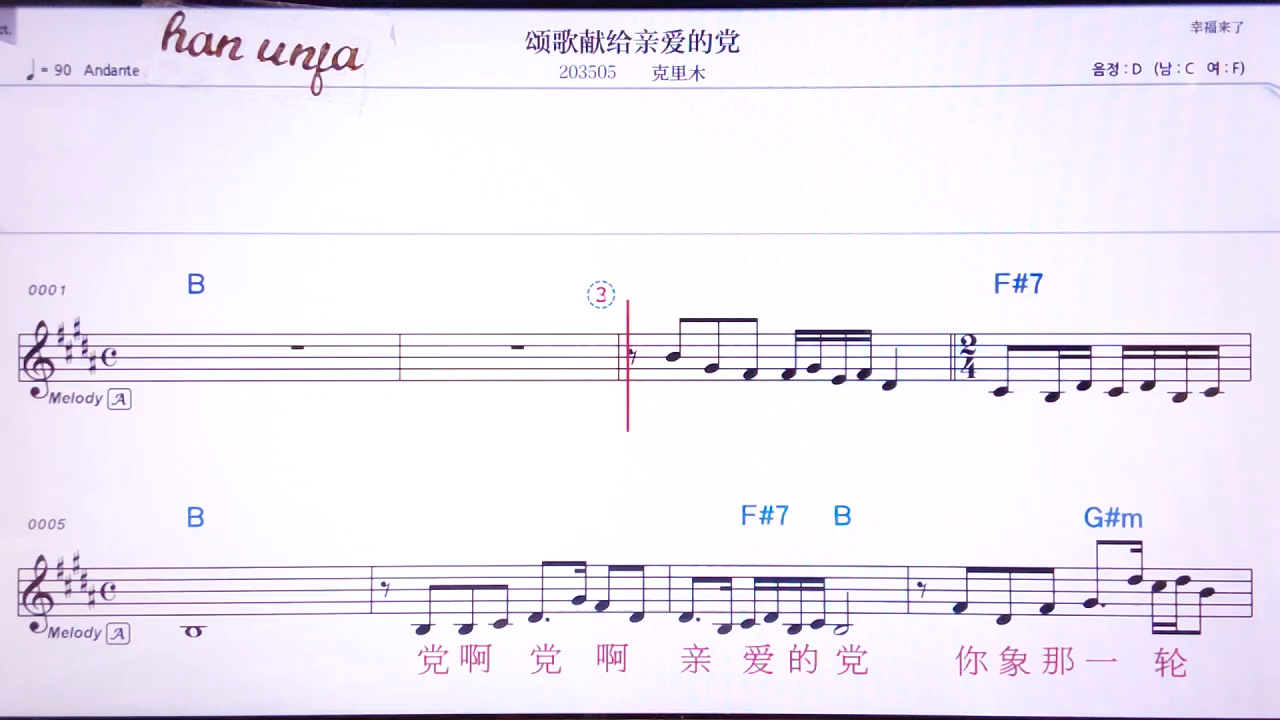 ct.
han unfa
颂歌献给亲爱的党
幸福来了
♩= 90 Andante
203505 克里木
음정 : D (남 : C 여 : F)
0001
B
3
F#7
2
4
Melody A
0005
B F#7 B G#m
Melody A
党 啊 党 啊 亲 爱 的 党 你 象 那 一 轮